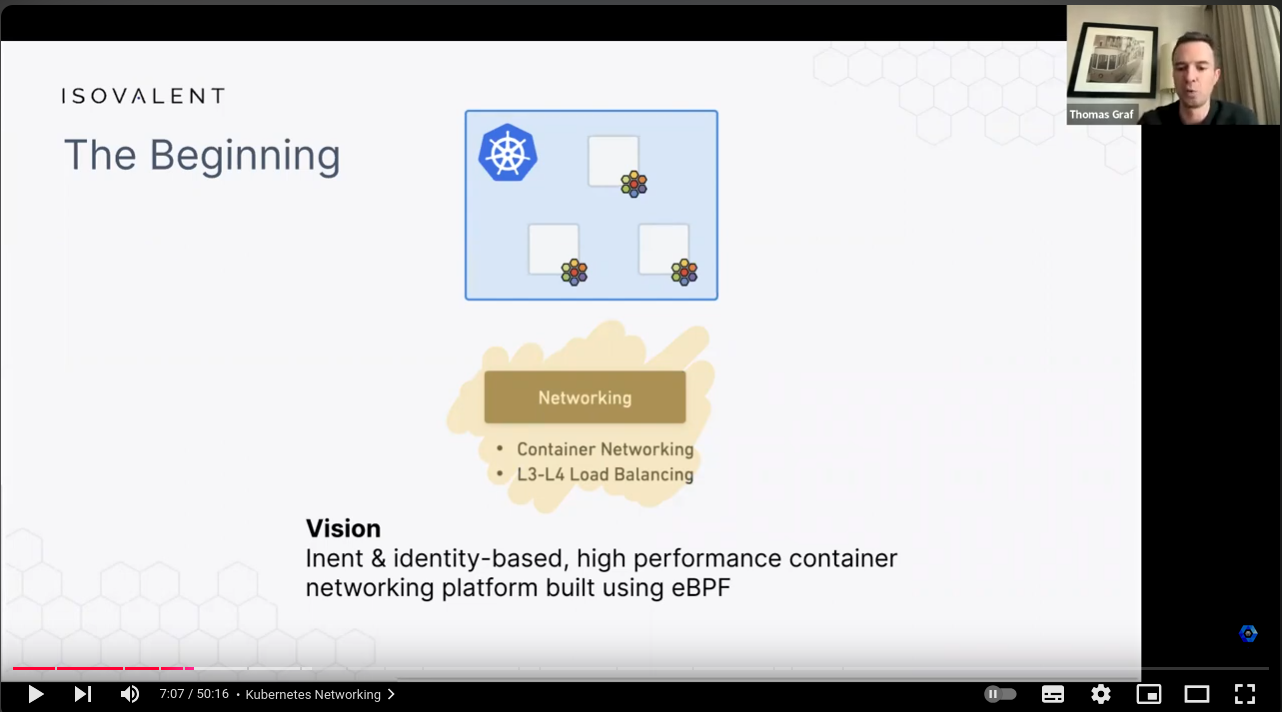 ISOVALENT
The Beginning
Thomas Graf
Networking
• Container Networking
• L3-L4 Load Balancing
Vision
Inent & identity-based, high performance container
networking platform built using eBPF
7:07 / 50:16 • Kubernetes Networking